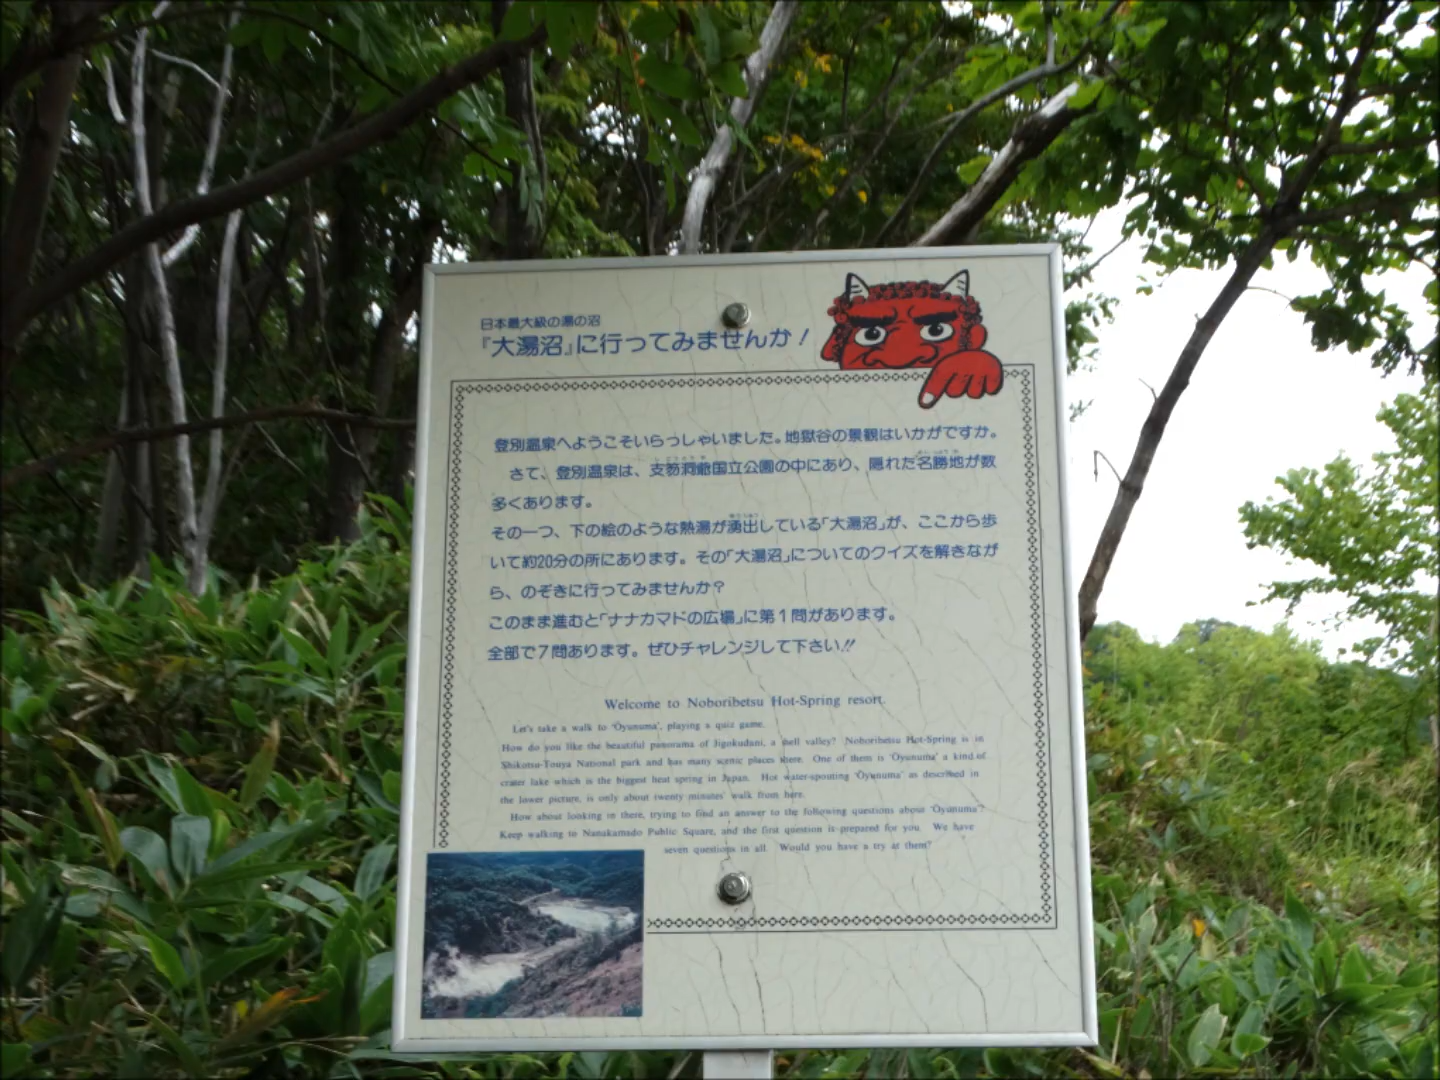 日本最大級の湯の沼
『大湯沼』に行ってみませんか！
登別温泉へようこそいらっしゃいました。地獄谷の景観はいかがですか。
さて、登別温泉は、支笏洞爺国立公園の中にあり、隠れた名勝地が数
多くあります。
その一つ、下の絵のような熱湯が湧出している「大湯沼」が、ここから歩
いて約20分の所にあります。その「大湯沼」についてのクイズを解きなが
ら、のぞきに行ってみませんか？
このまま進むと「ナナカマドの広場」に第1問があります。
全部で7問あります。ぜひチャレンジして下さい!!
Welcome to Noboribetsu Hot-Spring resort.
Let's take a walk to 'Ōyunuma', playing a quiz game.
How do you like the beautiful panorama of Jigokudani, a hell valley? Noboribetsu Hot-Spring is in
Shikotsu-Touya National park and has many scenic places there. One of them is 'Ōyunuma' a kind of
crater lake which is the biggest heat spring in Japan. Hot water-spouting 'Ōyunuma' as described in
the lower picture, is only about twenty minutes' walk from here.
How about looking in there, trying to find an answer to the following questions about 'Ōyunuma'?
Keep walking to Nanakamado Public Square, and the first question is prepared for you. We have
seven questions in all. Would you have a try at them?